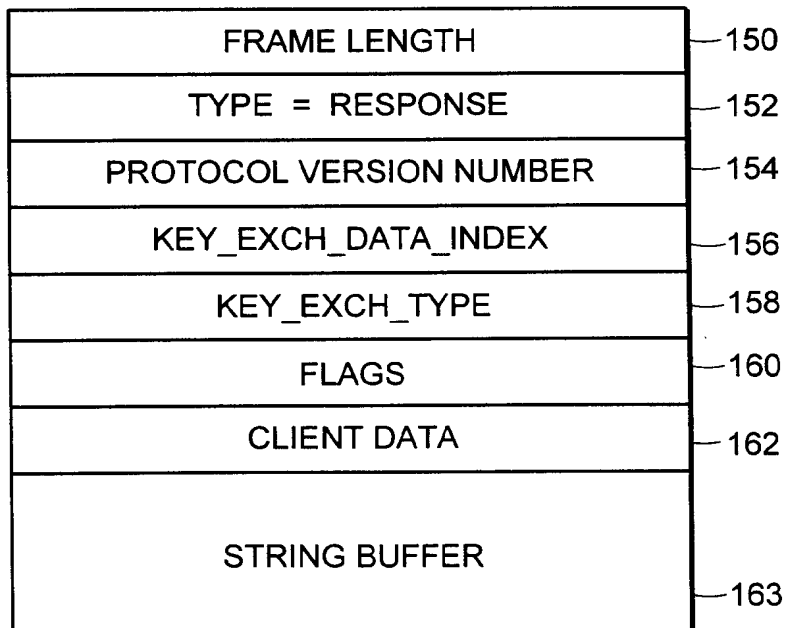 FRAME LENGTH 150
TYPE = RESPONSE 152
PROTOCOL VERSION NUMBER 154
KEY_EXCH_DATA_INDEX 156
KEY_EXCH_TYPE 158
FLAGS 160
CLIENT DATA 162
STRING BUFFER
163